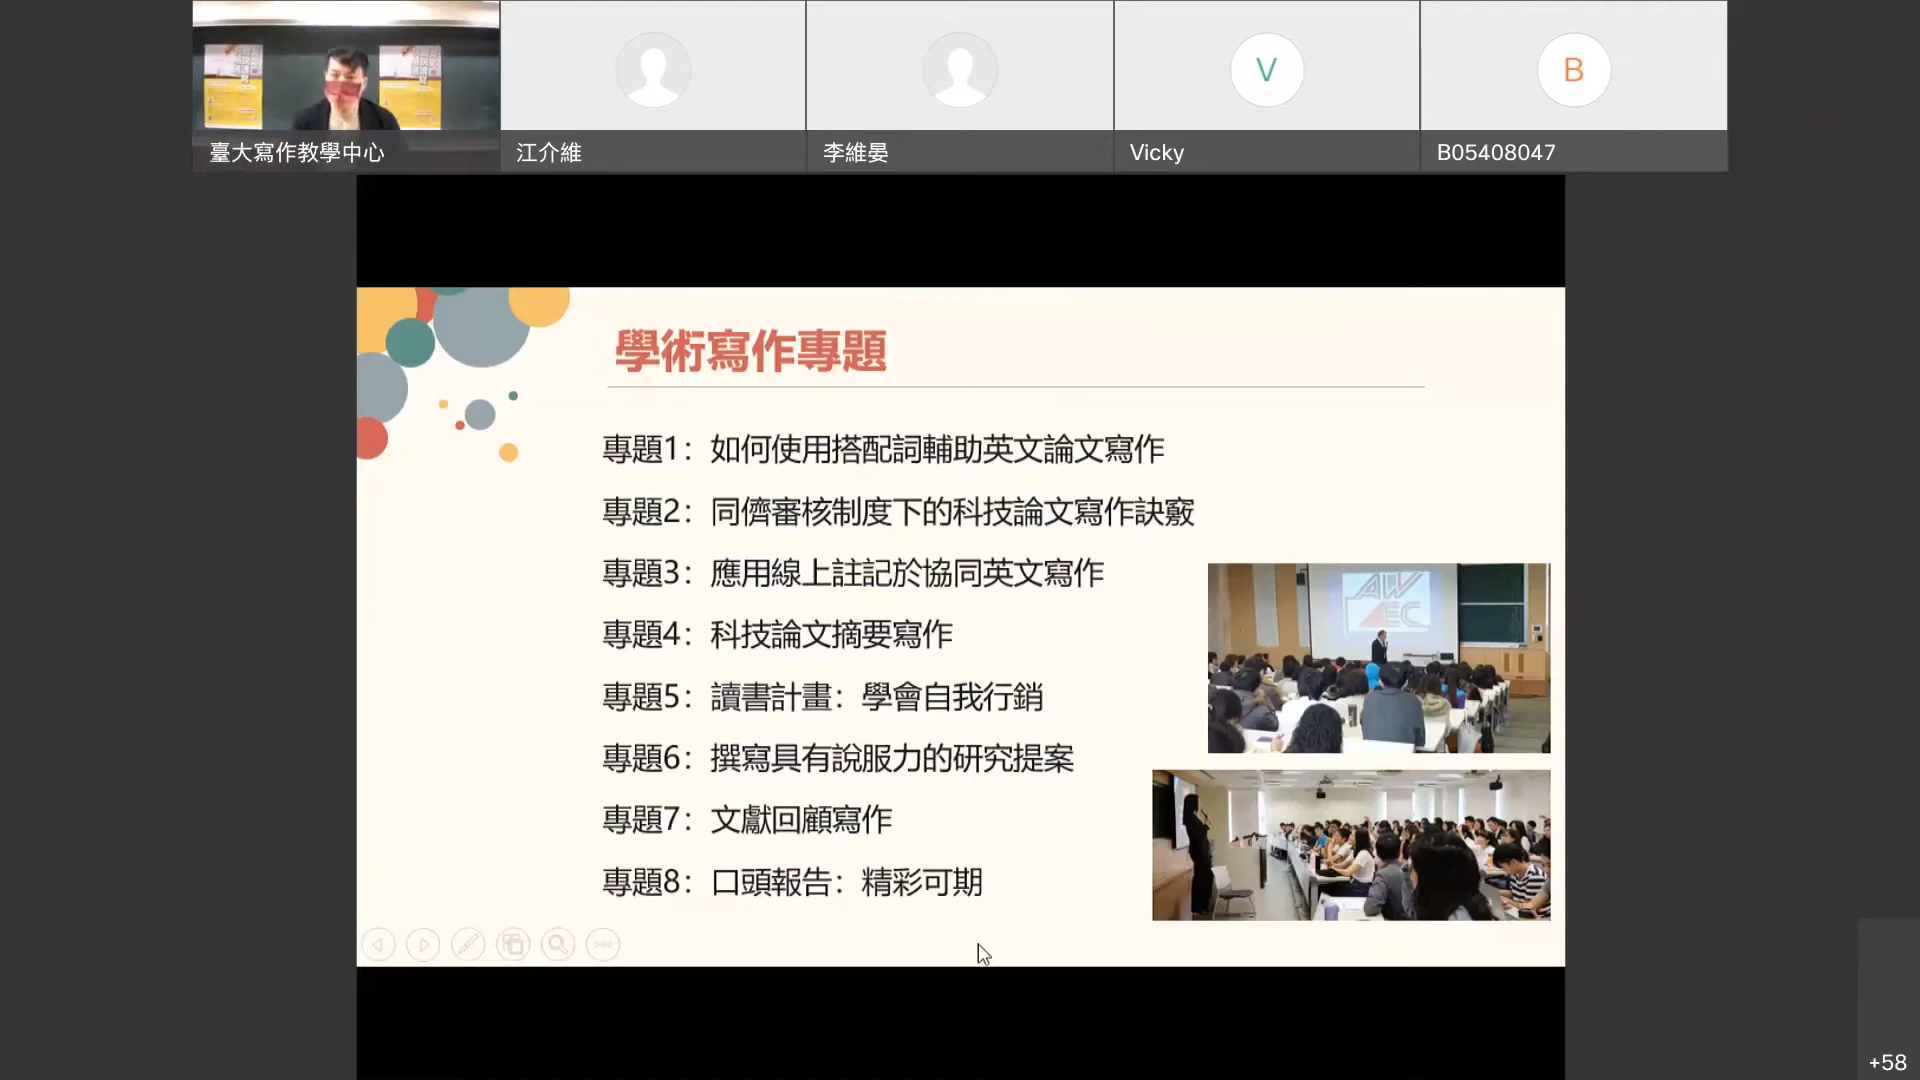 臺大寫作教學中心
江介維
李維晏
V
Vicky
B
B05408047
學術寫作專題
專題1：如何使用搭配詞輔助英文論文寫作
專題2：同儕審核制度下的科技論文寫作訣竅
專題3：應用線上註記於協同英文寫作
專題4：科技論文摘要寫作
專題5：讀書計畫：學會自我行銷
專題6：撰寫具有說服力的研究提案
專題7：文獻回顧寫作
專題8：口頭報告：精彩可期
AW
EC
+58